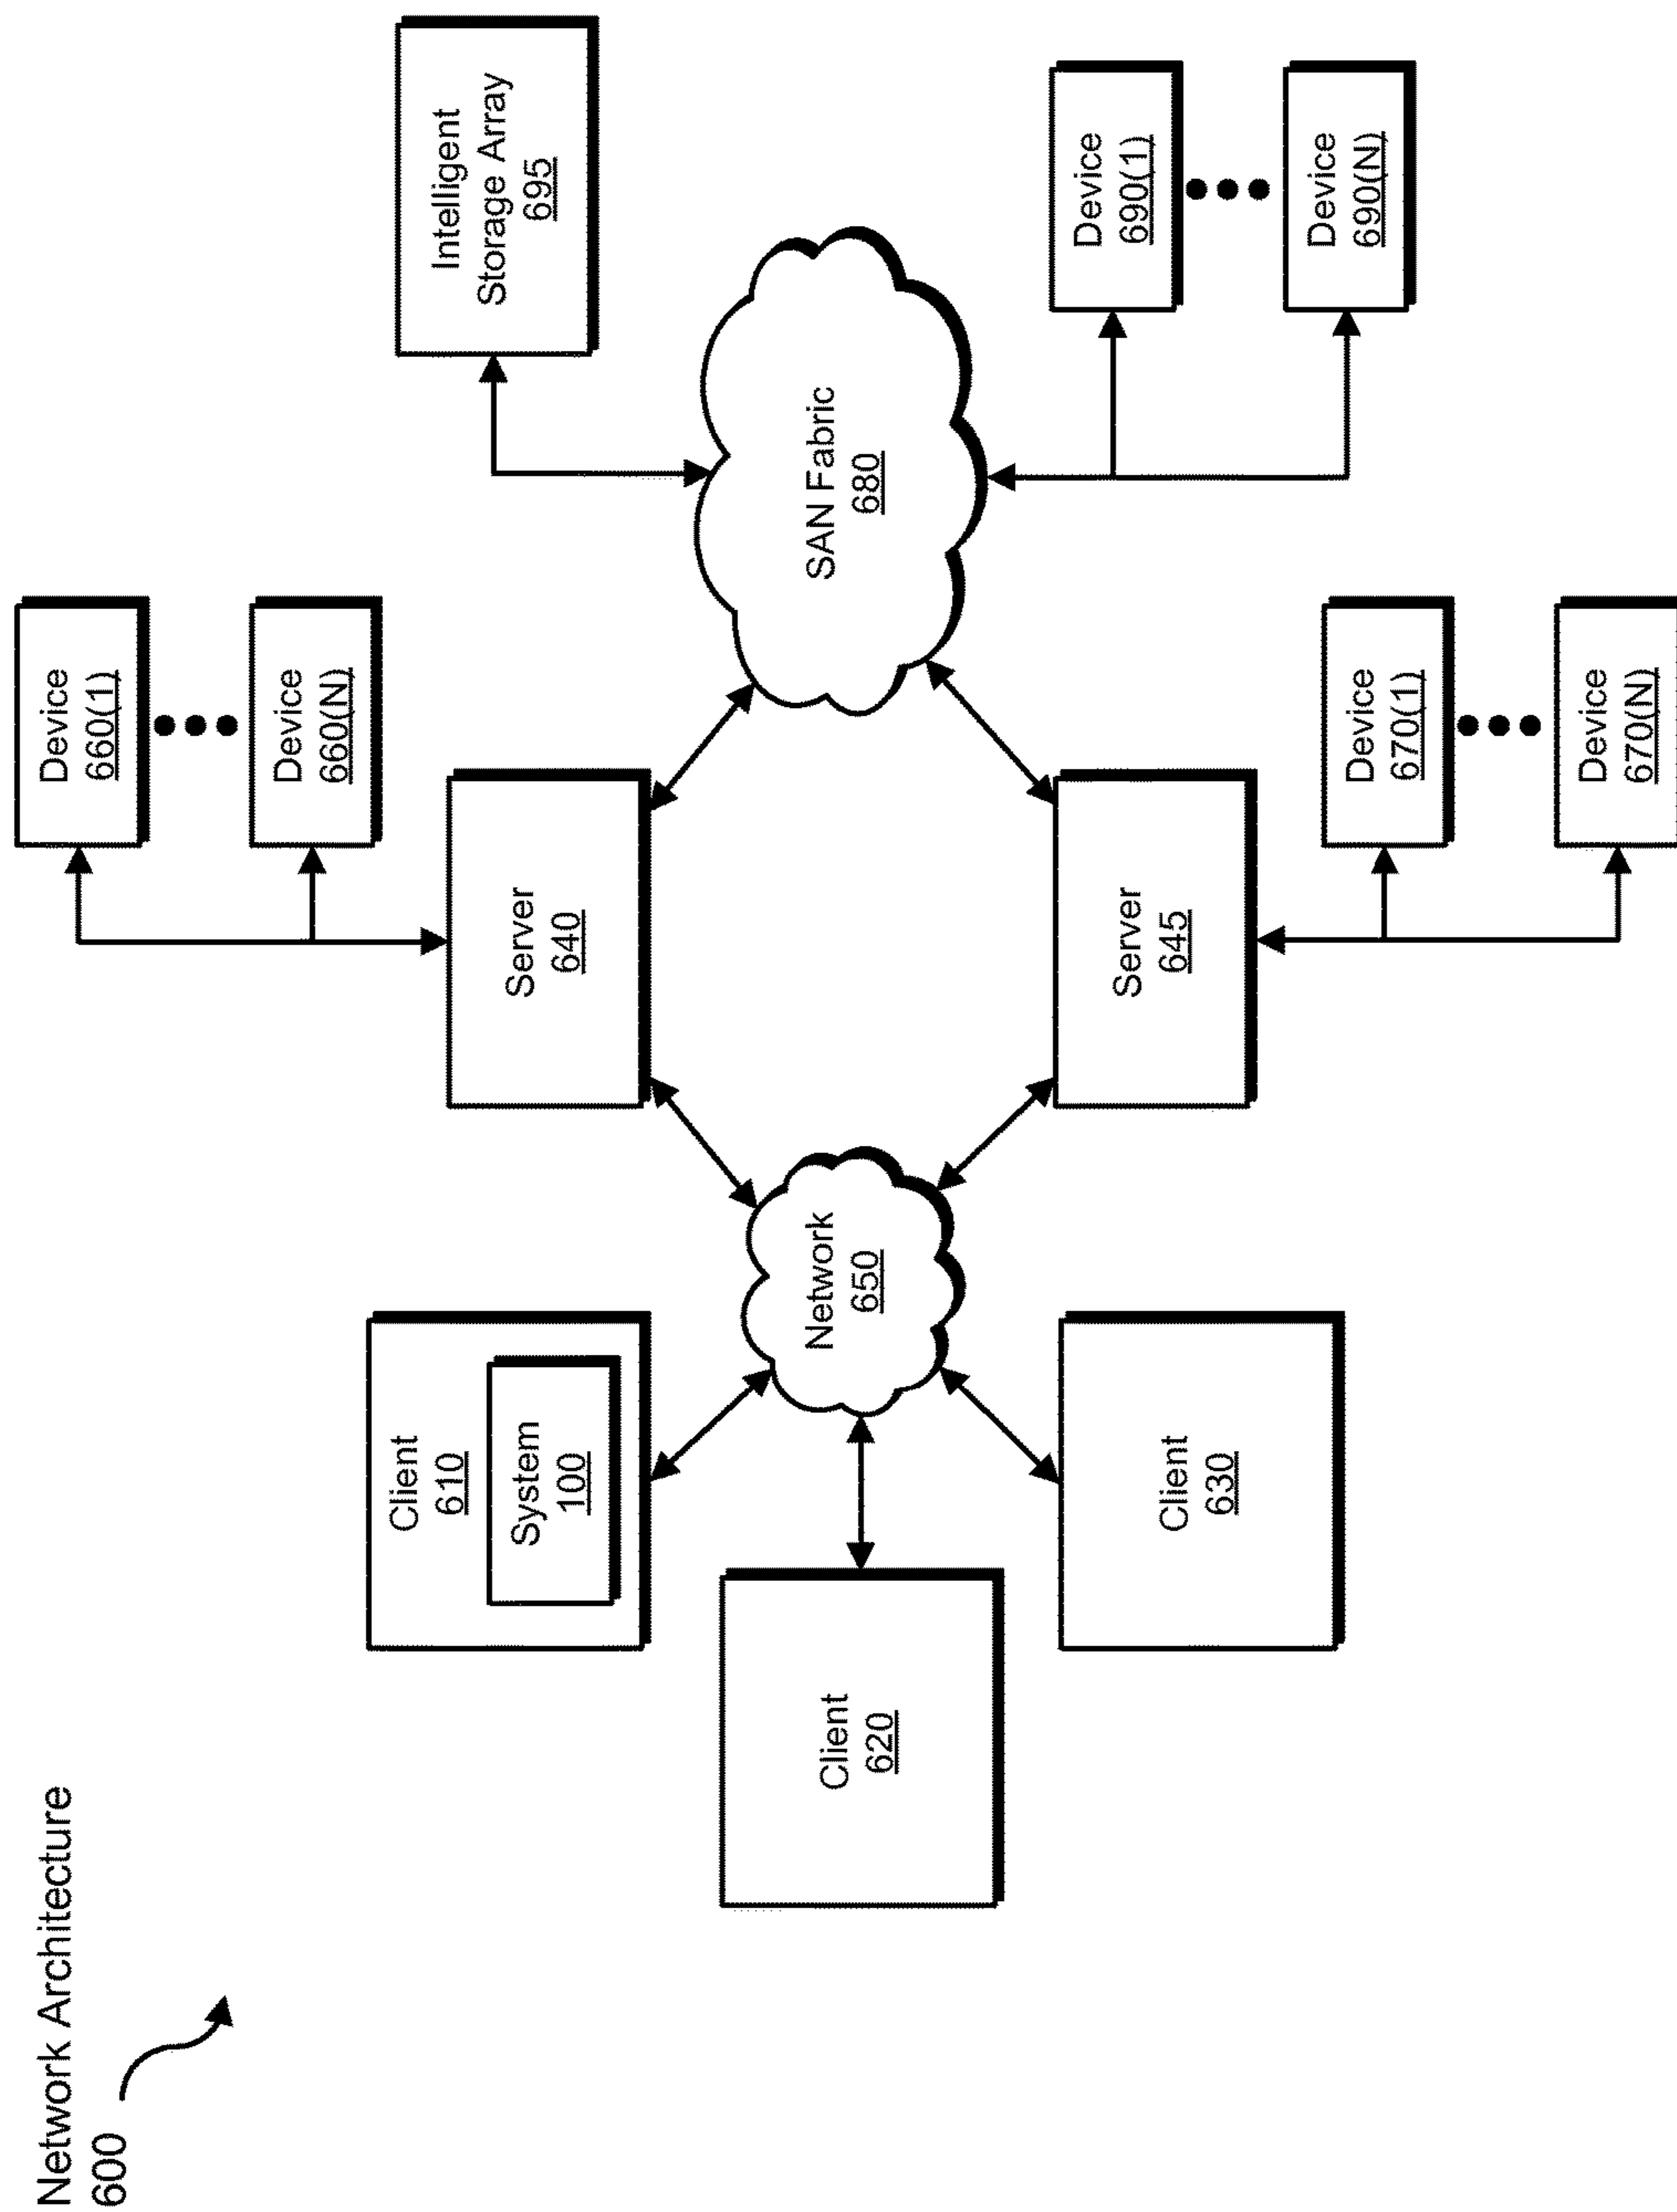 Network Architecture
600
Client
610
System
100
Client
620
Client
630
Network
650
Server
640
Server
645
Device
660(1)
Device
660(N)
Device
670(1)
Device
670(N)
SAN Fabric
680
Intelligent
Storage Array
695
Device
690(1)
Device
690(N)